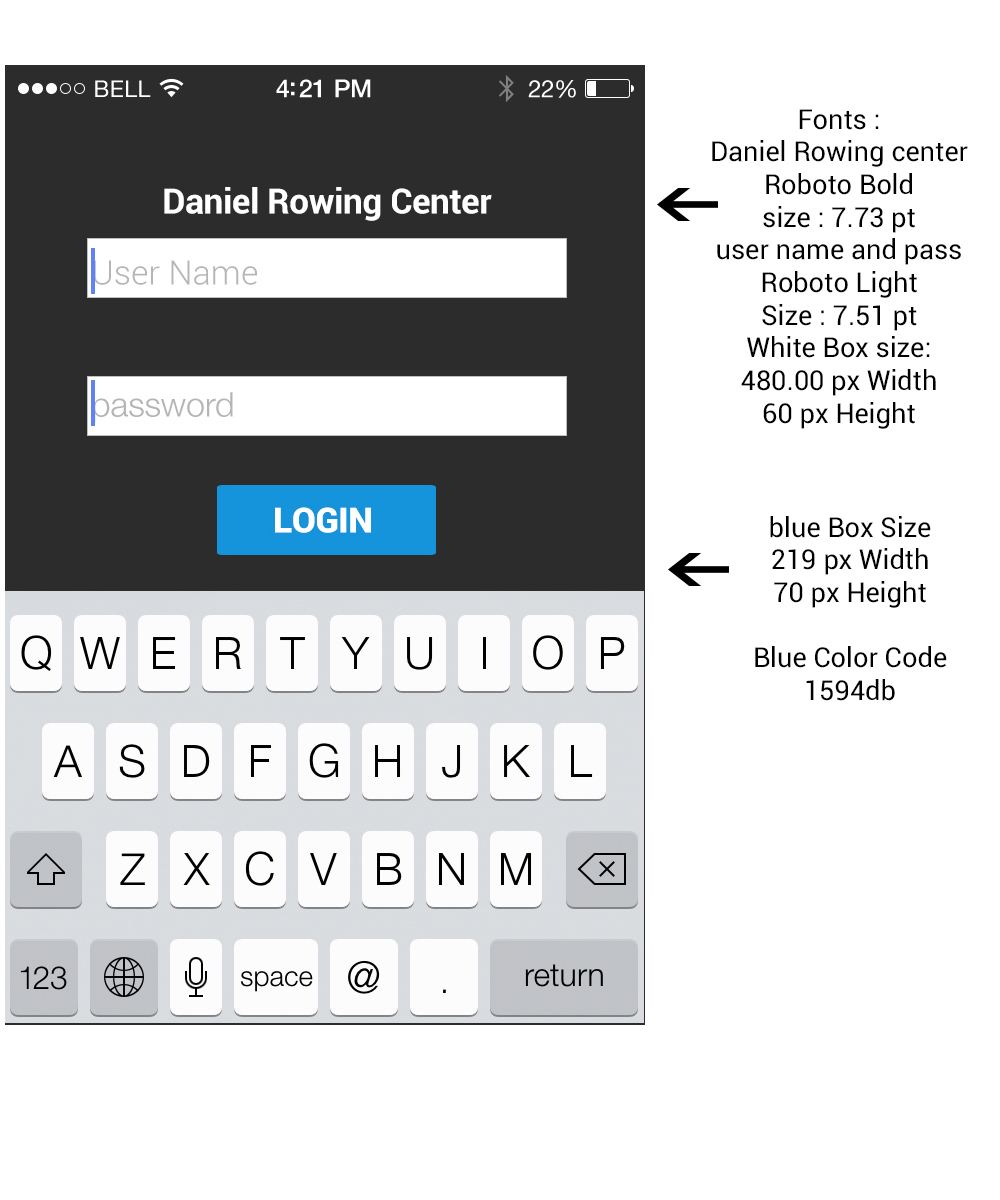 BELL 4:21 PM 22%
Daniel Rowing Center
User Name
password
LOGIN
Q W E R T Y U I O P
A S D F G H J K L
Z X C V B N M
123 space @ . return
Fonts :
Daniel Rowing center
Roboto Bold
size : 7.73 pt
user name and pass
Roboto Light
Size : 7.51 pt
White Box size:
480.00 px Width
60 px Height
blue Box Size
219 px Width
70 px Height
Blue Color Code
1594db